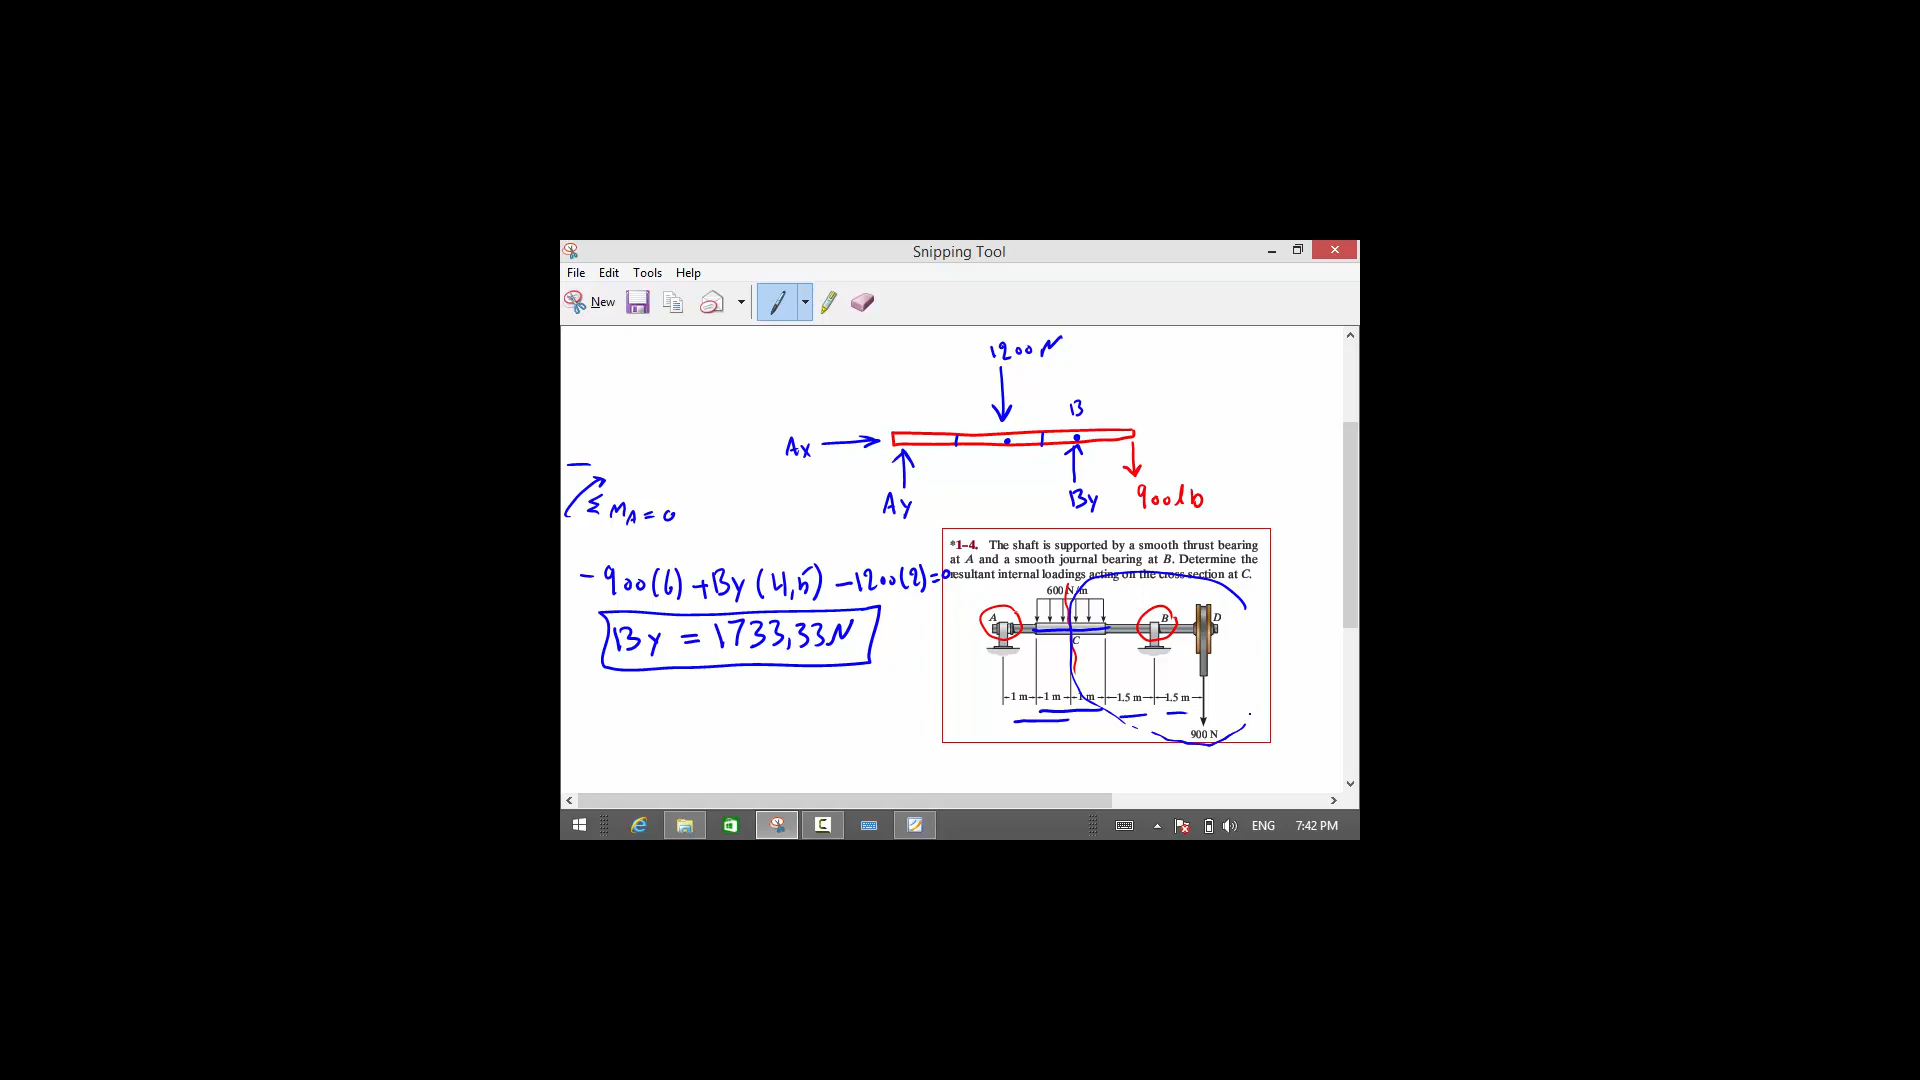 Snipping Tool
File Edit Tools Help
New
1200 N
B
Ax
Ay
By
900lb
Σ MA = 0
*1–4. The shaft is supported by a smooth thrust bearing
at A and a smooth journal bearing at B. Determine the
resultant internal loadings acting on the cross section at C.
- 900(6) + By (4,5) - 1200(2) = 0
By = 1733,33N
600 N/m
A
B
D
C
1 m 1 m 1 m 1.5 m 1.5 m
900 N
ENG 7:42 PM